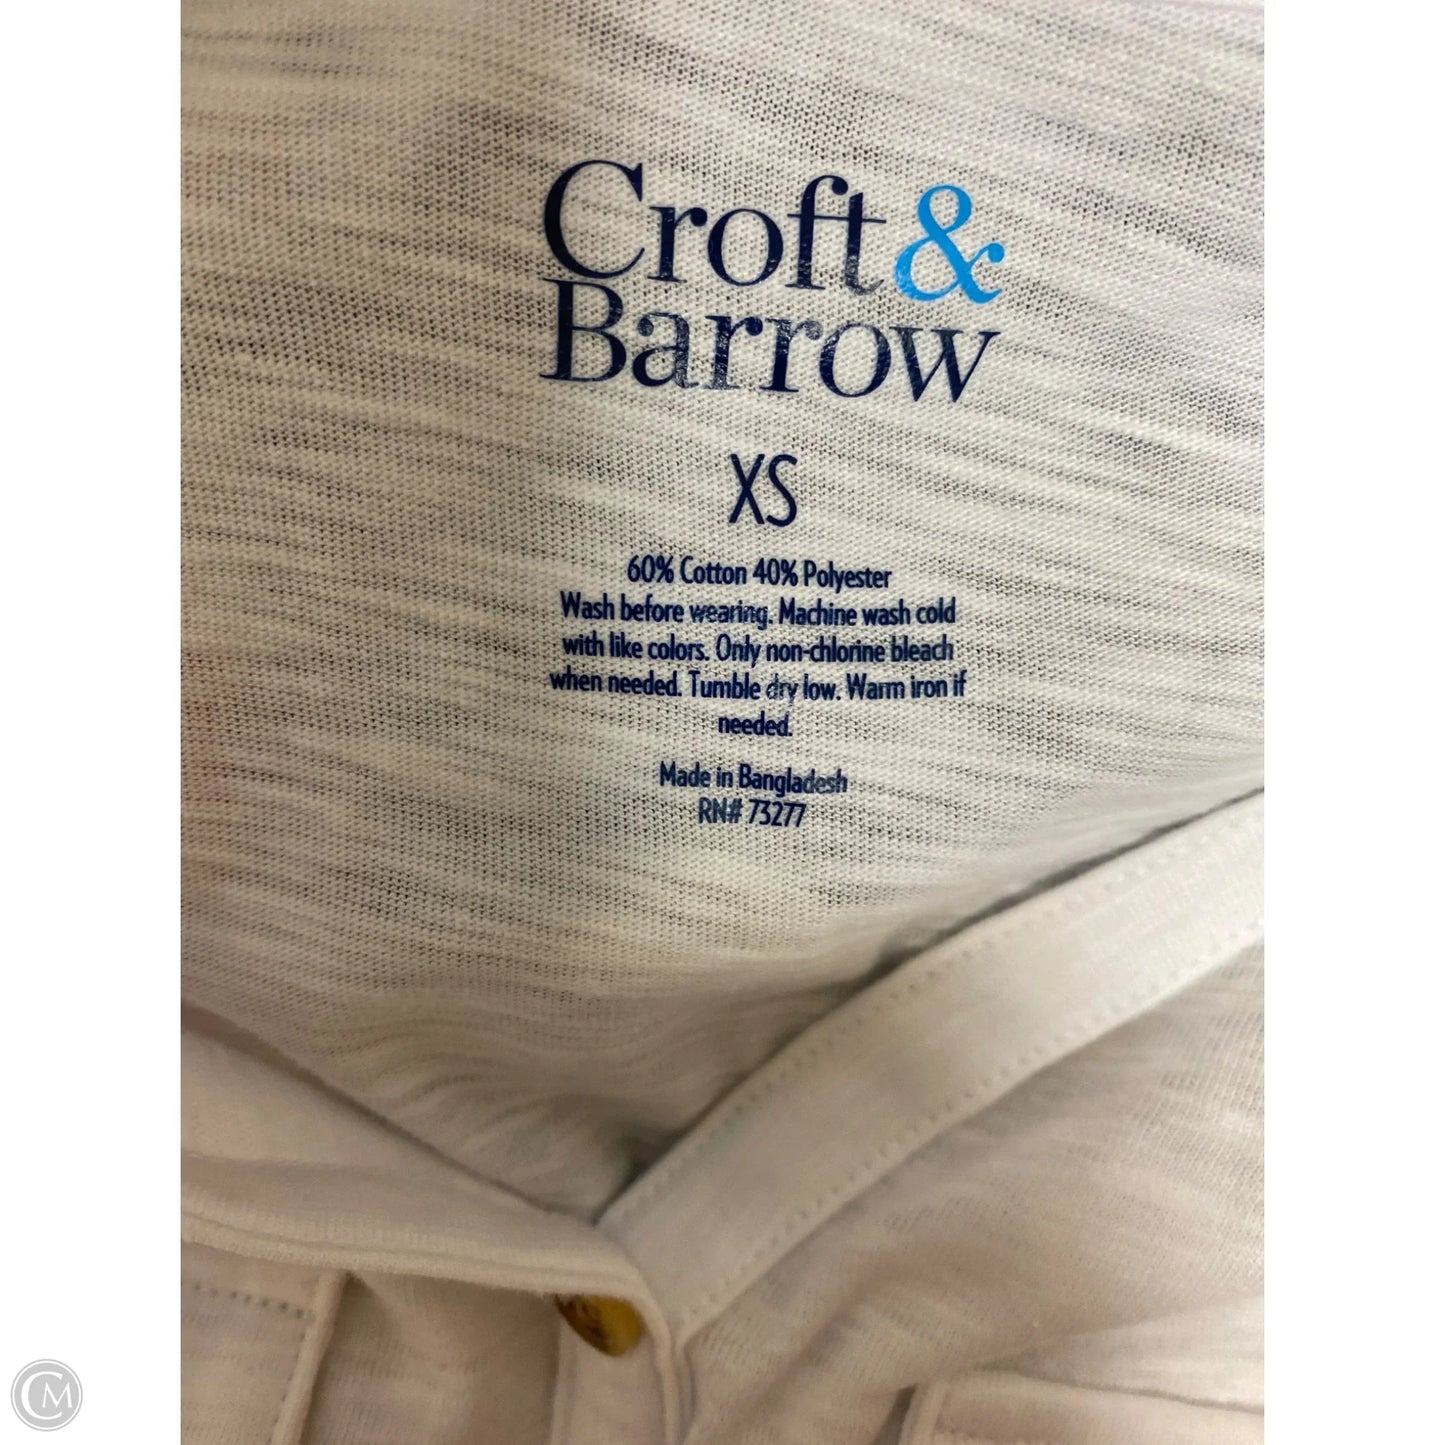 Croft &
Barrow
XS
60% Cotton 40% Polyester
Wash before wearing. Machine wash cold
with like colors. Only non-chlorine bleach
when needed. Tumble dry low. Warm iron if
needed.
Made in Bangladesh
RN# 73277
CM